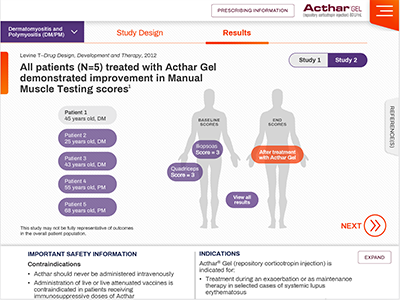 PRESCRIBING INFORMATION
Acthar GEL
(repository corticotropin injection) 80 U/mL
Dermatomyositis and
Polymyositis (DM/PM)
Study Design
Results
Levine T–Drug Design, Development and Therapy, 2012
All patients (N=5) treated with Acthar Gel
demonstrated improvement in Manual
Muscle Testing scores¹
Study 1
Study 2
Patient 1
45 years old, DM
Patient 2
25 years old, DM
Patient 3
43 years old, DM
Patient 4
55 years old, PM
Patient 5
68 years old, PM
BASELINE
SCORES
Biopsias
Score = 3
Quadriceps
Score = 3
END
SCORES
After treatment
with Acthar Gel
View all
results
REFERENCE(S)
NEXT
This study may not be fully representative of outcomes
in the overall patient population.
IMPORTANT SAFETY INFORMATION
Contraindications
• Acthar should never be administered intravenously
• Administration of live or live attenuated vaccines is
contraindicated in patients receiving
immunosuppressive doses of Acthar
INDICATIONS
EXPAND
Acthar® Gel (repository corticotropin injection) is
indicated for:
• Treatment during an exacerbation or as maintenance
therapy in selected cases of systemic lupus
erythematosus